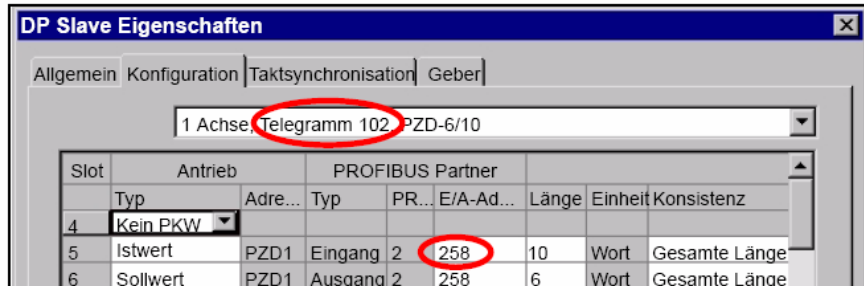 DP Slave Eigenschaften
Allgemein Konfiguration Taktsynchronisation Geber
1 Achse, Telegramm 102, PZD-6/10
Slot Antrieb PROFIBUS Partner
Typ Adre... Typ PR... E/A-Ad... Länge Einheit Konsistenz
4 Kein PKW
5 Istwert PZD1 Eingang 2 258 10 Wort Gesamte Länge
6 Sollwert PZD1 Ausgang 2 258 6 Wort Gesamte Länge